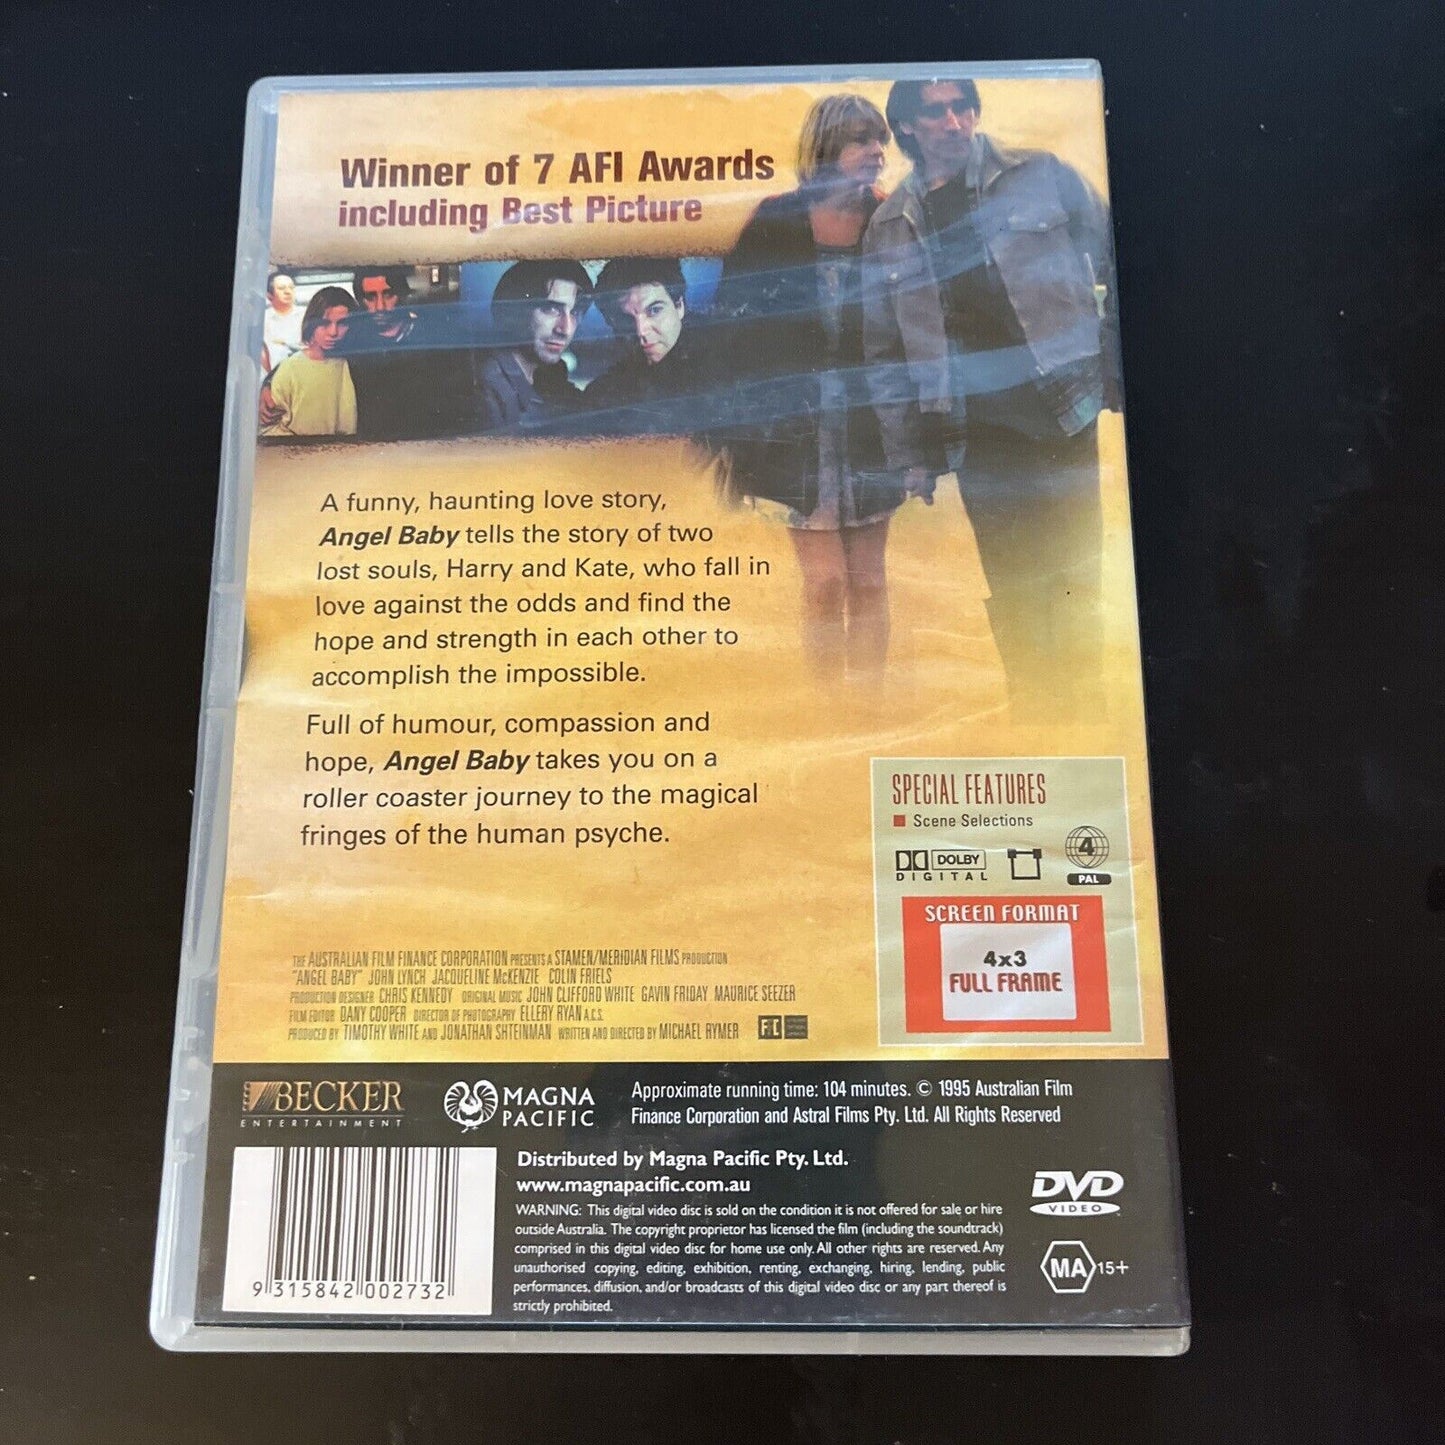 Winner of 7 AFI Awards
including Best Picture
A funny, haunting love story,
Angel Baby tells the story of two
lost souls, Harry and Kate, who fall in
love against the odds and find the
hope and strength in each other to
accomplish the impossible.
Full of humour, compassion and
hope, Angel Baby takes you on a
roller coaster journey to the magical
fringes of the human psyche.
SPECIAL FEATURES
Scene Selections
DOLBY
DIGITAL
4
PAL
SCREEN FORMAT
4x3
FULL FRAME
THE AUSTRALIAN FILM FINANCE CORPORATION PRESENTS A STAMEN/MERIDIAN FILMS PRODUCTION
"ANGEL BABY" JOHN LYNCH JACQUELINE McKENZIE COLIN FRIELS
PRODUCTION DESIGNER CHRIS KENNEDY ORIGINAL MUSIC JOHN CLIFFORD WHITE GAVIN FRIDAY MAURICE SEEZER
FILM EDITOR DANY COOPER DIRECTOR OF PHOTOGRAPHY ELLERY RYAN A.C.S.
PRODUCED BY TIMOTHY WHITE AND JONATHAN SHTEINMAN WRITTEN AND DIRECTED BY MICHAEL RYMER
BECKER
ENTERTAINMENT
MAGNA
PACIFIC
Approximate running time: 104 minutes. © 1995 Australian Film
Finance Corporation and Astral Films Pty. Ltd. All Rights Reserved
Distributed by Magna Pacific Pty. Ltd.
www.magnapacific.com.au
WARNING: This digital video disc is sold on the condition it is not offered for sale or hire
outside Australia. The copyright proprietor has licensed the film (including the soundtrack)
comprised in this digital video disc for home use only. All other rights are reserved. Any
unauthorised copying, editing, exhibition, renting, exchanging, hiring, lending, public
performances, diffusion, and/or broadcasts of this digital video disc or any part thereof is
strictly prohibited.
DVD
VIDEO
MA 15+
9 315842 002732